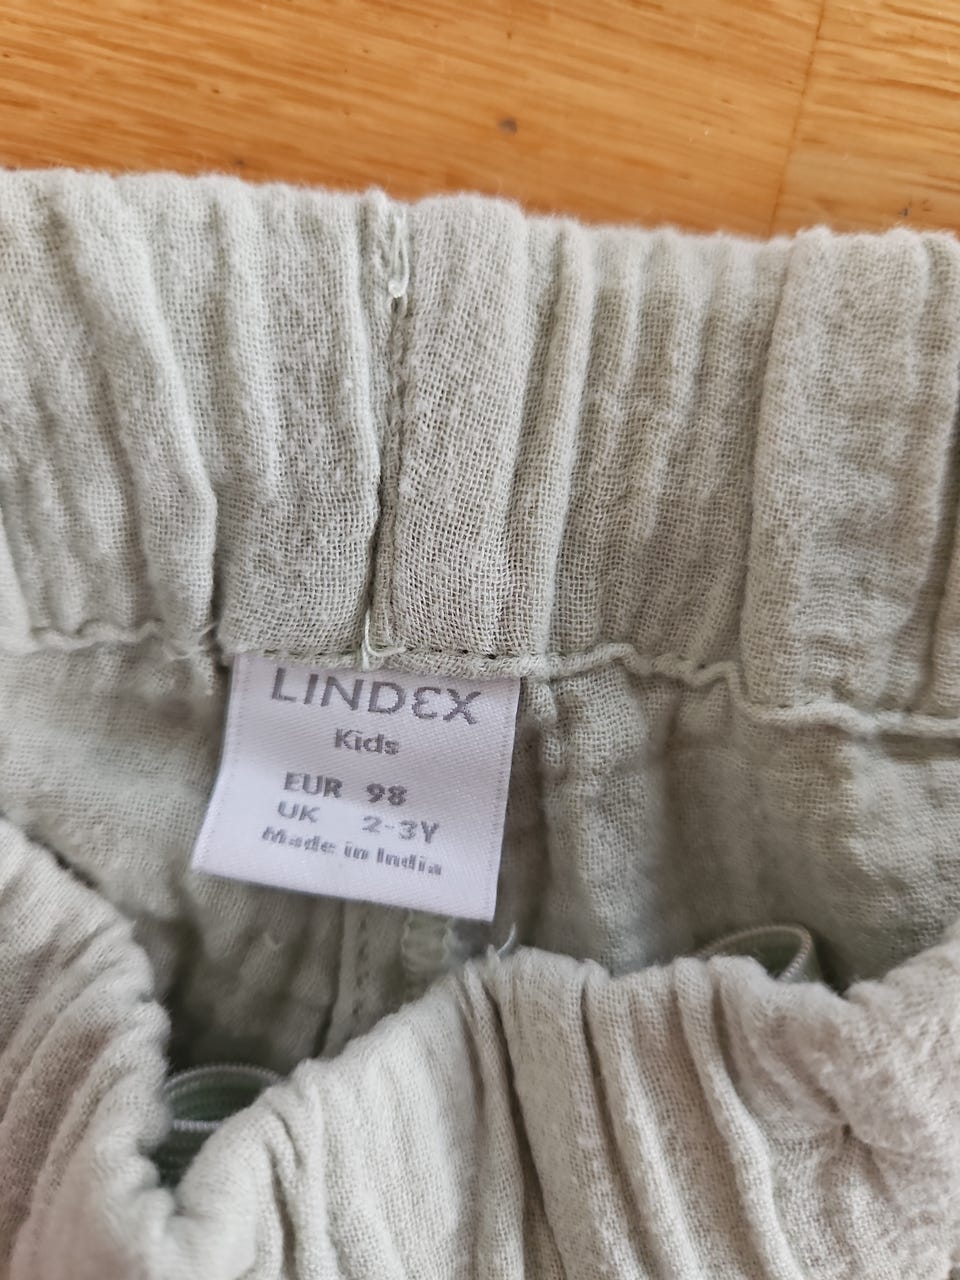 LINDEX
Kids
EUR 98
UK 2-3Y
Made in India